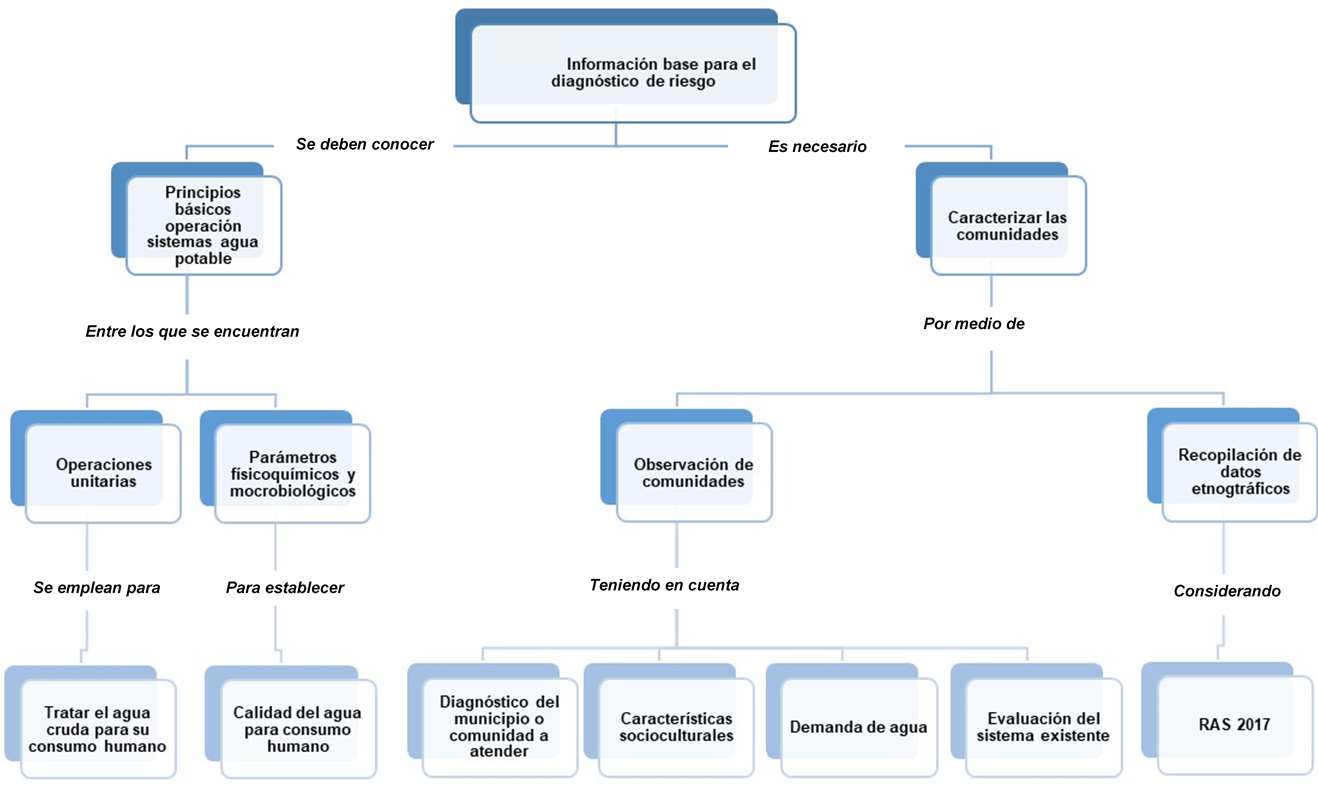 Información base para el
diagnóstico de riesgo
Se deben conocer
Es necesario
Principios
básicos
operación
sistemas agua
potable
Caracterizar las
comunidades
Entre los que se encuentran
Por medio de
Operaciones
unitarias
Parámetros
físicoquímicos y
mocrobiológicos
Observación de
comunidades
Recopilación de
datos
etnogtráficos
Se emplean para
Para establecer
Teniendo en cuenta
Considerando
Tratar el agua
cruda para su
consumo humano
Calidad del agua
para consumo
humano
Diagnóstico del
municipio o
comunidad a
atender
Características
socioculturales
Demanda de agua
Evaluación del
sistema existente
RAS 2017